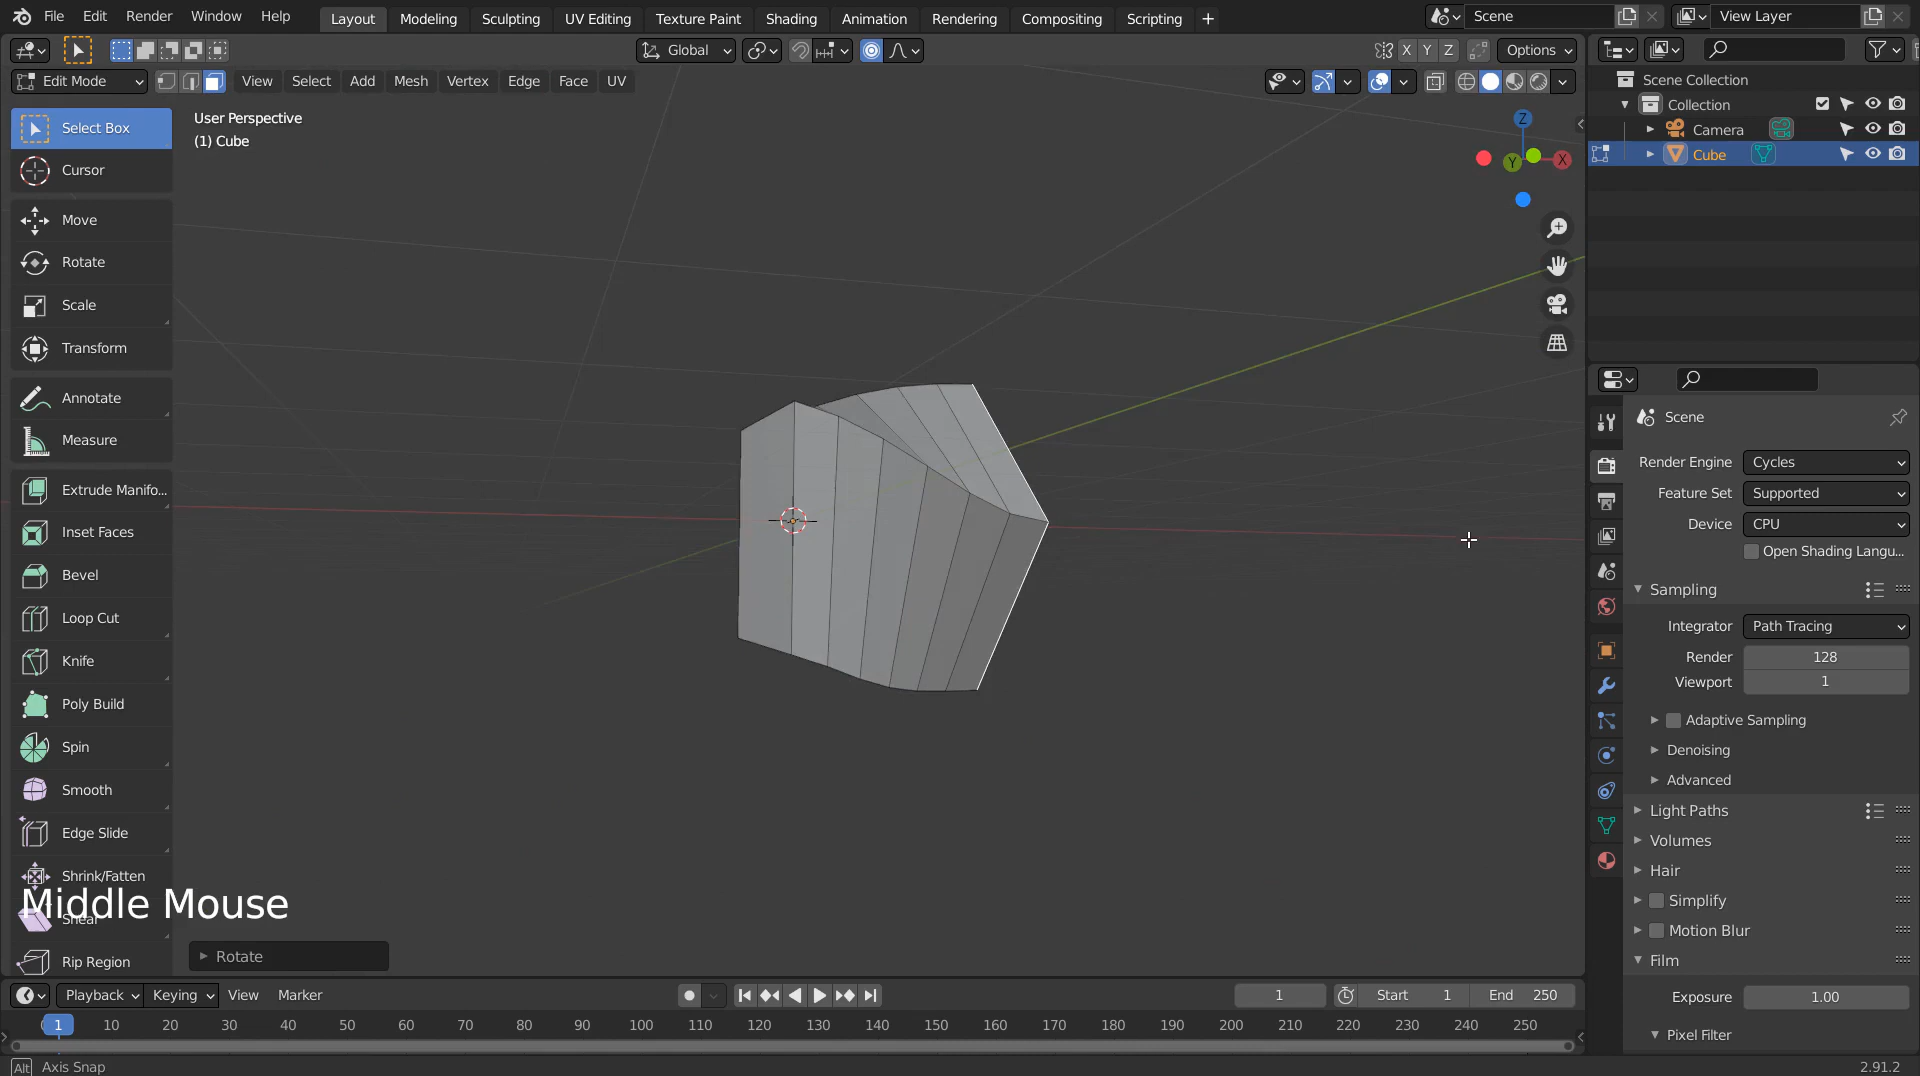 File Edit Render Window Help Layout Modeling Sculpting UV Editing Texture Paint Shading Animation Rendering Compositing Scripting + Scene View Layer
Global X Y Z Options
Edit Mode View Select Add Mesh Vertex Edge Face UV
User Perspective
(1) Cube
Select Box
Cursor
Move
Rotate
Scale
Transform
Annotate
Measure
Extrude Manifo...
Inset Faces
Bevel
Loop Cut
Knife
Poly Build
Spin
Smooth
Edge Slide
Shrink/Fatten
Shear
Rip Region
Middle Mouse
Rotate
Z
Y
X
Scene Collection
Collection
Camera
Cube
Scene
Render Engine Cycles
Feature Set Supported
Device CPU
Open Shading Langu...
Sampling
Integrator Path Tracing
Render 128
Viewport 1
Adaptive Sampling
Denoising
Advanced
Light Paths
Volumes
Hair
Simplify
Motion Blur
Film
Exposure 1.00
Pixel Filter
Playback Keying View Marker 1 Start 1 End 250
1 10 20 30 40 50 60 70 80 90 100 110 120 130 140 150 160 170 180 190 200 210 220 230 240 250
Alt Axis Snap 2.91.2